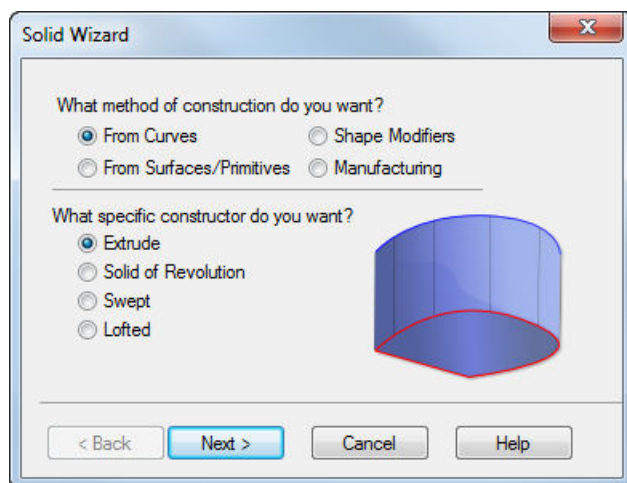 Solid Wizard
What method of construction do you want?
From Curves Shape Modifiers
From Surfaces/Primitives Manufacturing
What specific constructor do you want?
Extrude
Solid of Revolution
Swept
Lofted
< Back Next > Cancel Help